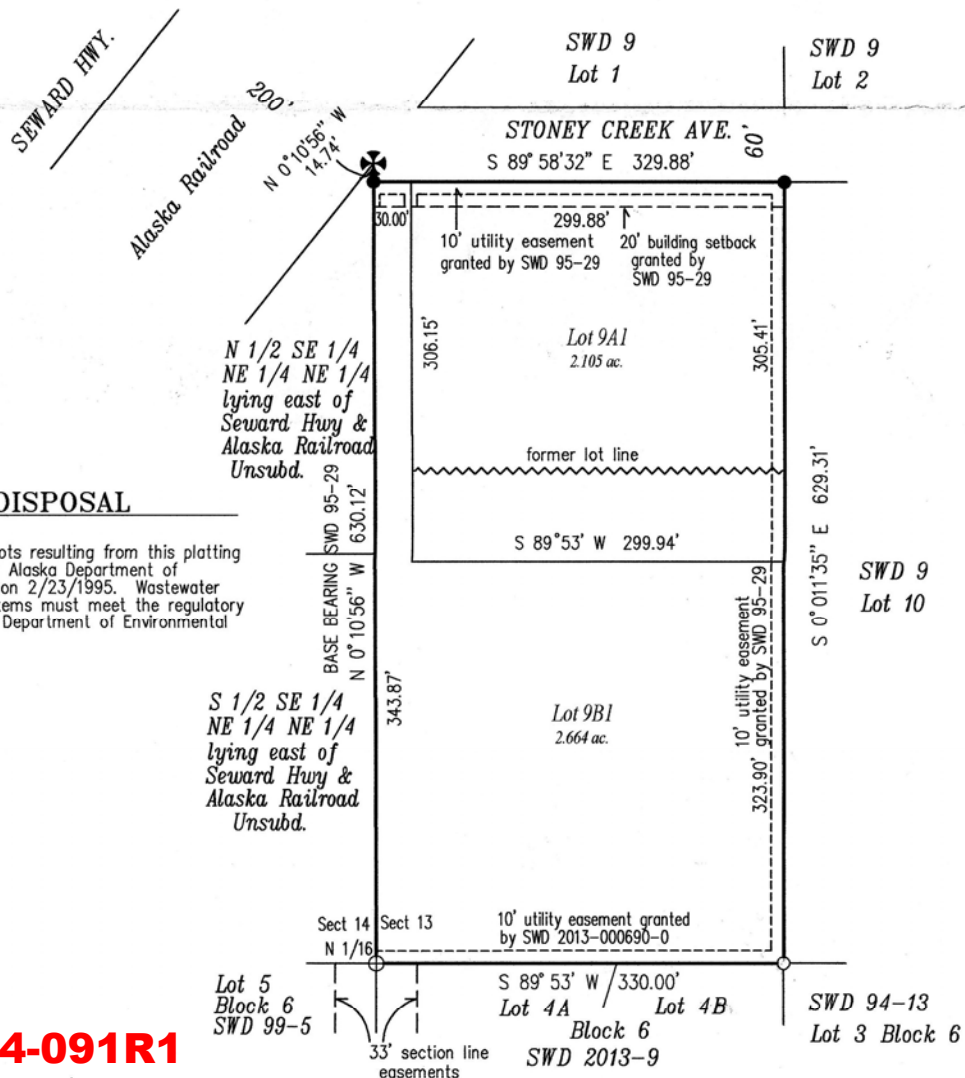 SEWARD HWY.
Alaska Railroad
200'
N 0°10'56" W
14.74'
SWD 9
Lot 1
SWD 9
Lot 2
STONEY CREEK AVE.
60'
S 89°58'32" E 329.88'
30.00'
299.88'
10' utility easement
granted by SWD 95-29
20' building setback
granted by
SWD 95-29
306.15'
Lot 9A1
2.105 ac.
305.41'
N 1/2 SE 1/4
NE 1/4 NE 1/4
lying east of
Seward Hwy &
Alaska Railroad
Unsubd.
former lot line
DISPOSAL
ots resulting from this platting
Alaska Department of
on 2/23/1995. Wastewater
tems must meet the regulatory
Department of Environmental
BASE BEARING SWD 95-29
N 0°10'56" W 630.12'
S 89°53' W 299.94'
S 0°011'35" E 629.31'
SWD 9
Lot 10
S 1/2 SE 1/4
NE 1/4 NE 1/4
lying east of
Seward Hwy &
Alaska Railroad
Unsubd.
343.87'
Lot 9B1
2.664 ac.
10' utility easement
323.90' granted by SWD 95-29
Sect 14 Sect 13
N 1/16
10' utility easement granted
by SWD 2013-000690-0
Lot 5
Block 6
SWD 99-5
S 89°53' W 330.00'
Lot 4A Lot 4B
Block 6
SWD 2013-9
SWD 94-13
Lot 3 Block 6
33' section line
easements
4-091R1